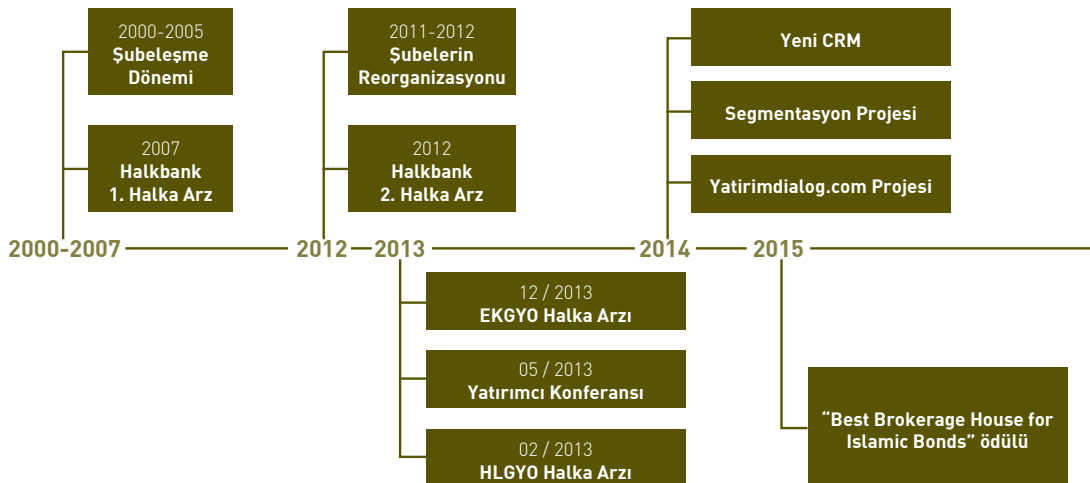 2000-2005
Şubeleşme
Dönemi
2007
Halkbank
1. Halka Arz
2011-2012
Şubelerin
Reorganizasyonu
2012
Halkbank
2. Halka Arz
Yeni CRM
Segmentasyon Projesi
Yatirimdialog.com Projesi
2000-2007
2012
2013
2014
2015
12 / 2013
EKGYO Halka Arzı
05 / 2013
Yatırımcı Konferansı
02 / 2013
HLGYO Halka Arzı
“Best Brokerage House for
Islamic Bonds” ödülü